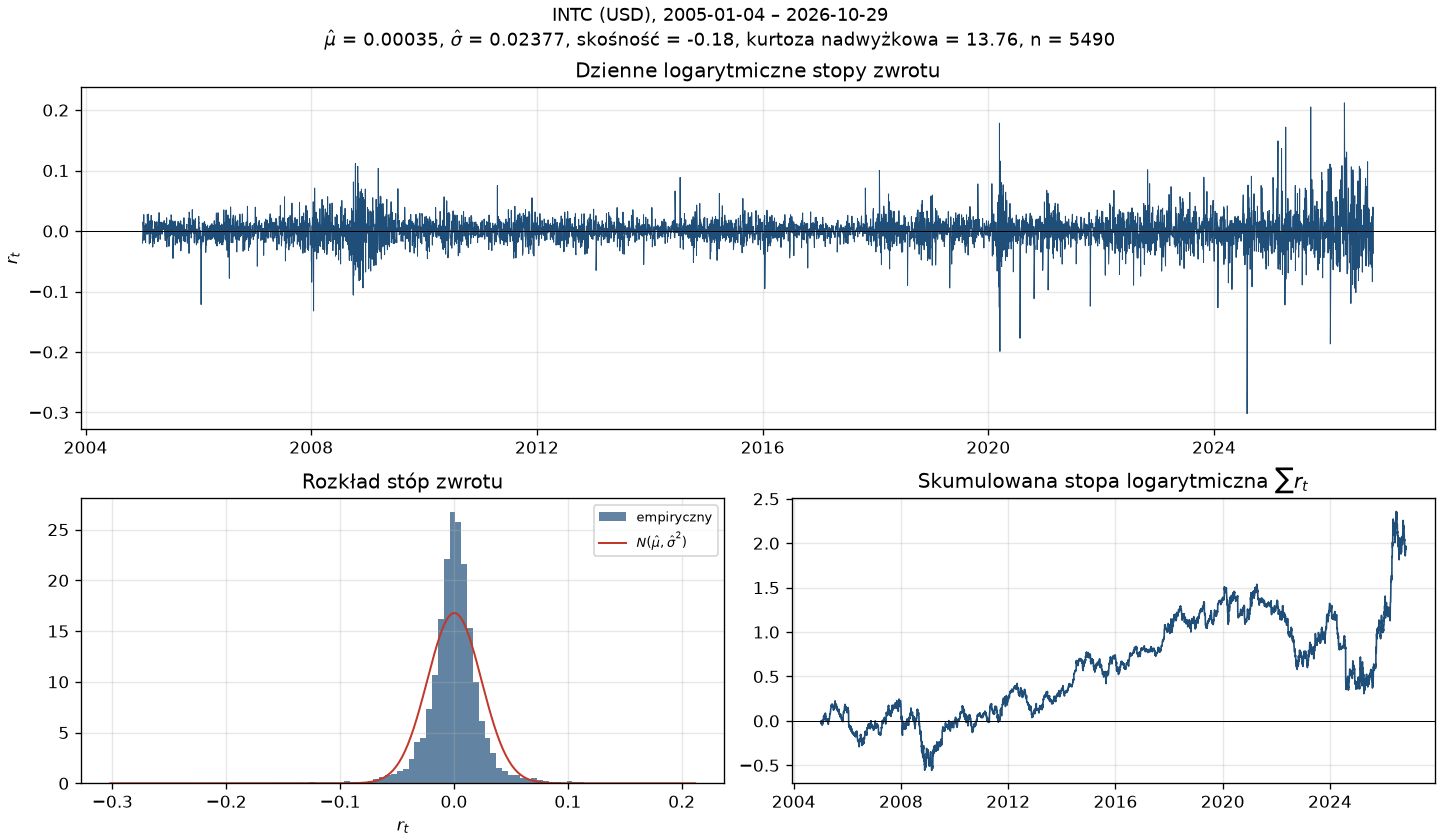 INTC (USD), 2005-01-04 – 2026-10-29
μ̂ = 0.00035, σ̂ = 0.02377, skośność = -0.18, kurtoza nadwyżkowa = 13.76, n = 5490
Dzienne logarytmiczne stopy zwrotu
0.2
0.1
0.0
−0.1
−0.2
−0.3
r_t
2004 2008 2012 2016 2020 2024
Rozkład stóp zwrotu
25
20
15
10
5
0
empiryczny
N(μ̂, σ̂²)
−0.3 −0.2 −0.1 0.0 0.1 0.2
r_t
Skumulowana stopa logarytmiczna ∑r_t
2.5
2.0
1.5
1.0
0.5
0.0
−0.5
2004 2008 2012 2016 2020 2024